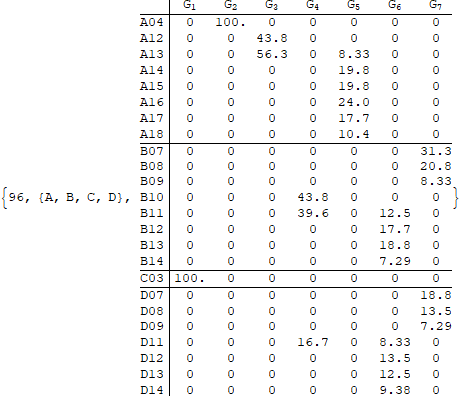 G₁ G₂ G₃ G₄ G₅ G₆ G₇
A04 0 100. 0 0 0 0 0
A12 0 0 43.8 0 0 0 0
A13 0 0 56.3 0 8.33 0 0
A14 0 0 0 0 19.8 0 0
A15 0 0 0 0 19.8 0 0
A16 0 0 0 0 24.0 0 0
A17 0 0 0 0 17.7 0 0
A18 0 0 0 0 10.4 0 0
B07 0 0 0 0 0 0 31.3
B08 0 0 0 0 0 0 20.8
B09 0 0 0 0 0 0 8.33
{96, {A, B, C, D}, B10 0 0 0 43.8 0 0 0 }
B11 0 0 0 39.6 0 12.5 0
B12 0 0 0 0 0 17.7 0
B13 0 0 0 0 0 18.8 0
B14 0 0 0 0 0 7.29 0
C03 100. 0 0 0 0 0 0
D07 0 0 0 0 0 0 18.8
D08 0 0 0 0 0 0 13.5
D09 0 0 0 0 0 0 7.29
D11 0 0 0 16.7 0 8.33 0
D12 0 0 0 0 0 13.5 0
D13 0 0 0 0 0 12.5 0
D14 0 0 0 0 0 9.38 0